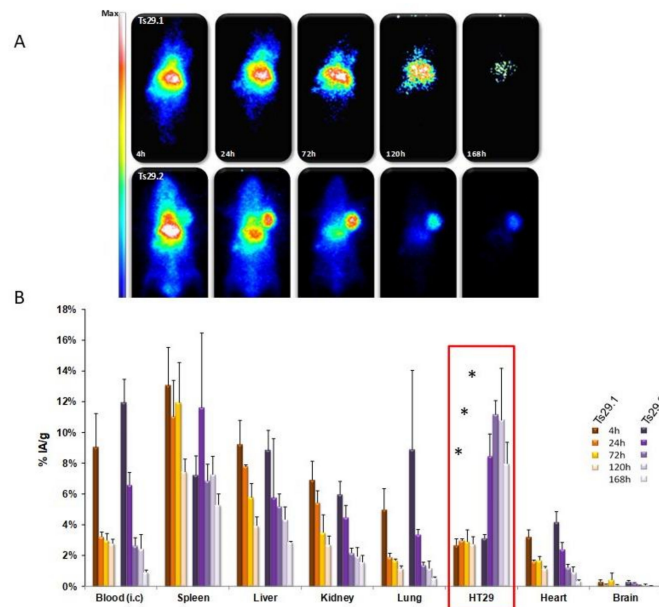 A
Max
Ts29.1
4h
24h
72h
120h
168h
Ts29.2
B
18%
16%
14%
12%
10%
8%
6%
4%
2%
0%
% IA/g
*
*
*
Ts29.1
4h
24h
72h
120h
168h
Blood (i.c)
Spleen
Liver
Kidney
Lung
HT29
Heart
Brain